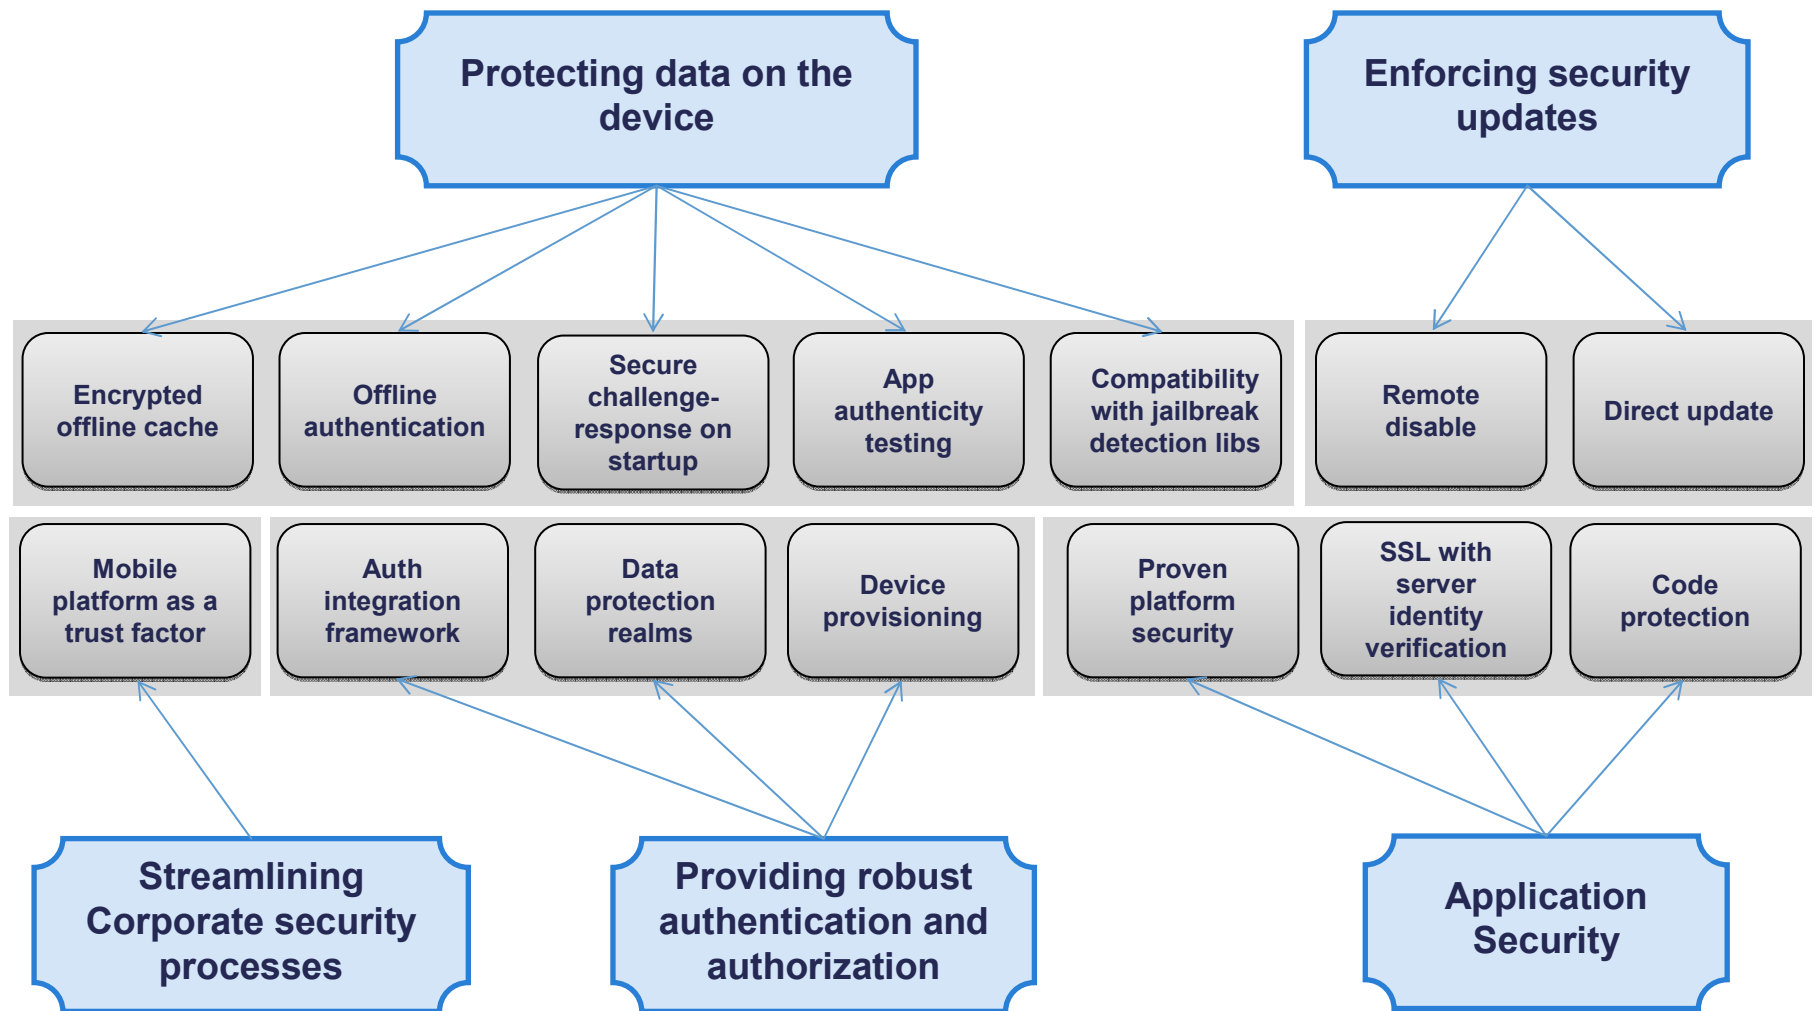 Protecting data on the
device
Enforcing security
updates
Encrypted
offline cache
Offline
authentication
Secure
challenge-
response on
startup
App
authenticity
testing
Compatibility
with jailbreak
detection libs
Remote
disable
Direct update
Mobile
platform as a
trust factor
Auth
integration
framework
Data
protection
realms
Device
provisioning
Proven
platform
security
SSL with
server
identity
verification
Code
protection
Streamlining
Corporate security
processes
Providing robust
authentication and
authorization
Application
Security